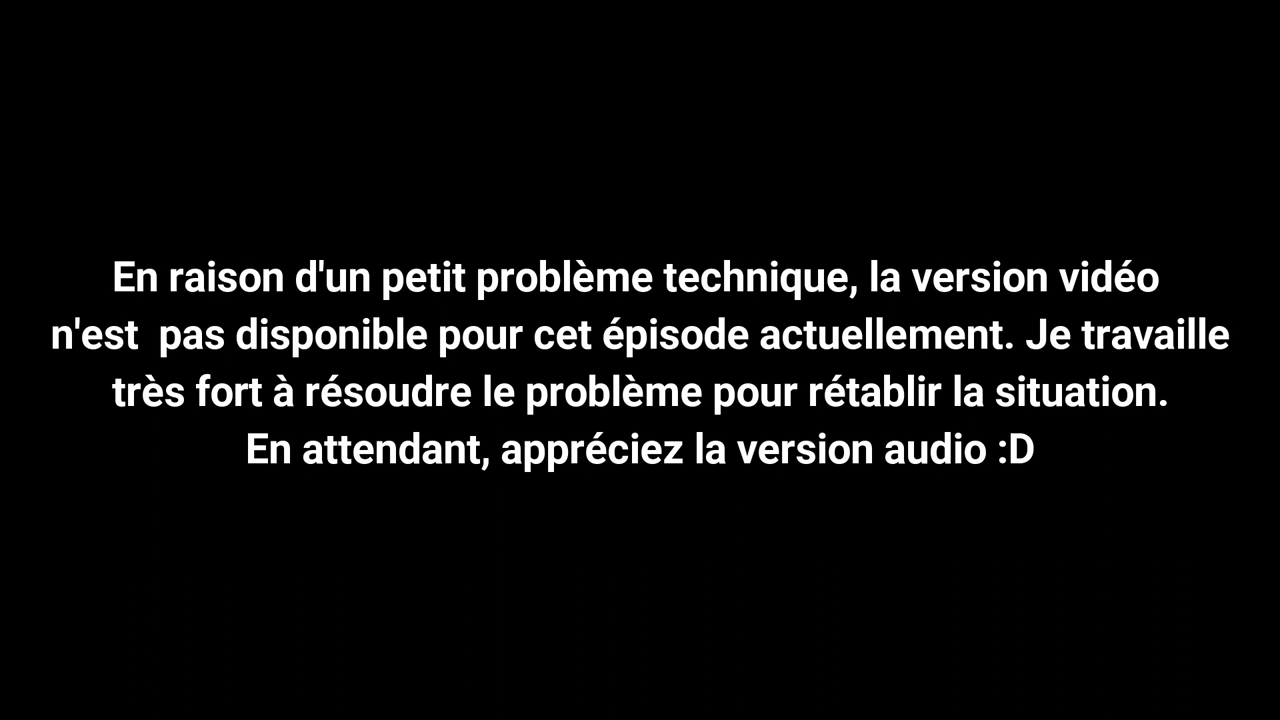 En raison d'un petit problème technique, la version vidéo
n'est  pas disponible pour cet épisode actuellement. Je travaille
très fort à résoudre le problème pour rétablir la situation.
En attendant, appréciez la version audio :D